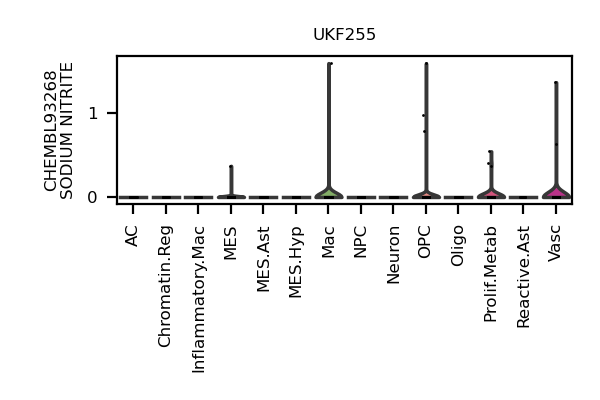 UKF255
CHEMBL93268
SODIUM NITRITE
1
0
AC
Chromatin.Reg
Inflammatory.Mac
MES
MES.Ast
MES.Hyp
Mac
NPC
Neuron
OPC
Oligo
Prolif.Metab
Reactive.Ast
Vasc